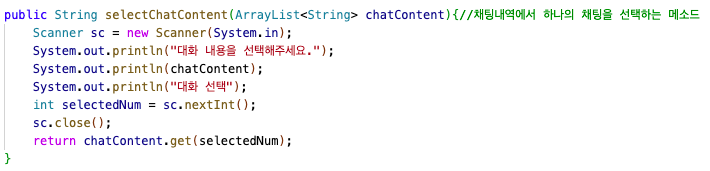 public String selectChatContent(ArrayList<String> chatContent){//채팅내역에서 하나의 채팅을 선택하는 메소드
    Scanner sc = new Scanner(System.in);
    System.out.println("대화 내용을 선택해주세요.");
    System.out.println(chatContent);
    System.out.println("대화 선택");
    int selectedNum = sc.nextInt();
    sc.close();
    return chatContent.get(selectedNum);
}